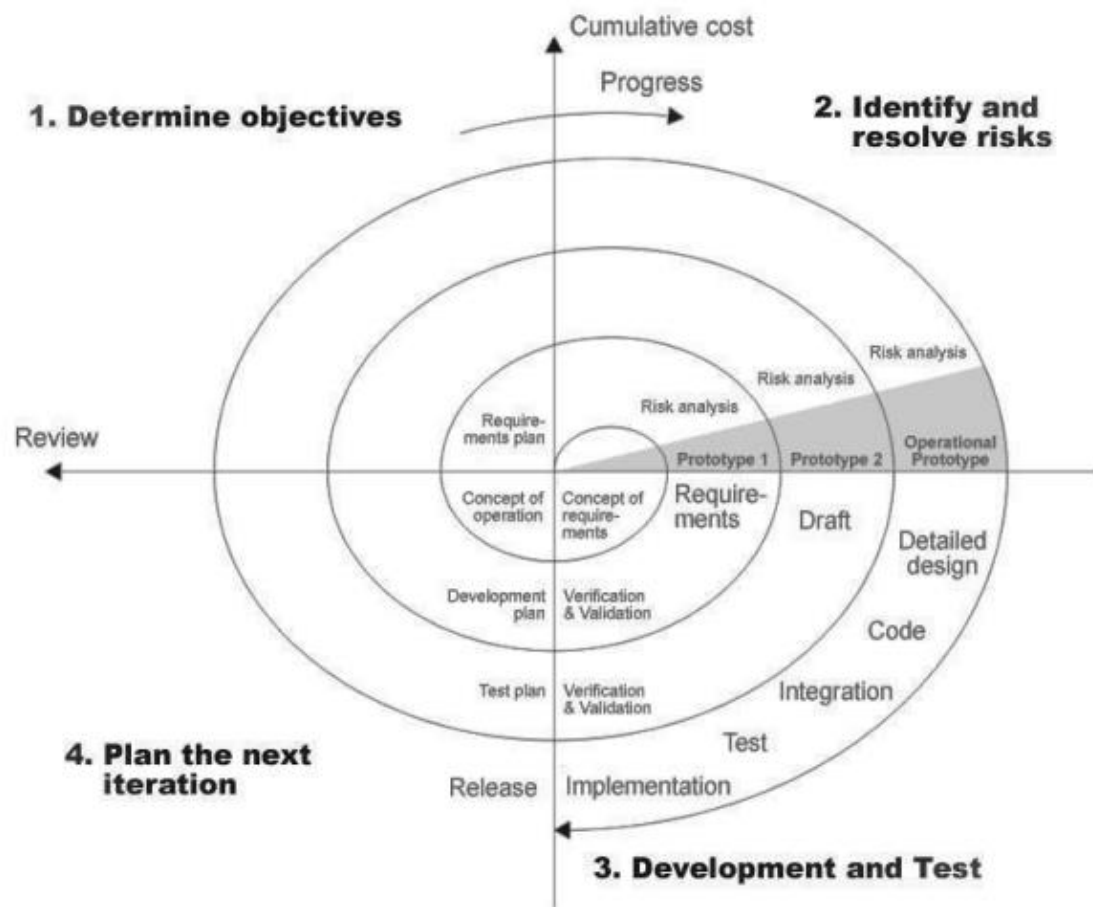 Cumulative cost
Progress
1. Determine objectives
2. Identify and
resolve risks
Risk analysis
Risk analysis
Risk analysis
Require-
ments plan
Review
Prototype 1
Prototype 2
Operational
Prototype
Concept of
operation
Concept of
require-
ments
Require-
ments
Draft
Detailed
design
Development
plan
Verification
& Validation
Code
Test plan
Verification
& Validation
Integration
Test
4. Plan the next
iteration
Release
Implementation
3. Development and Test